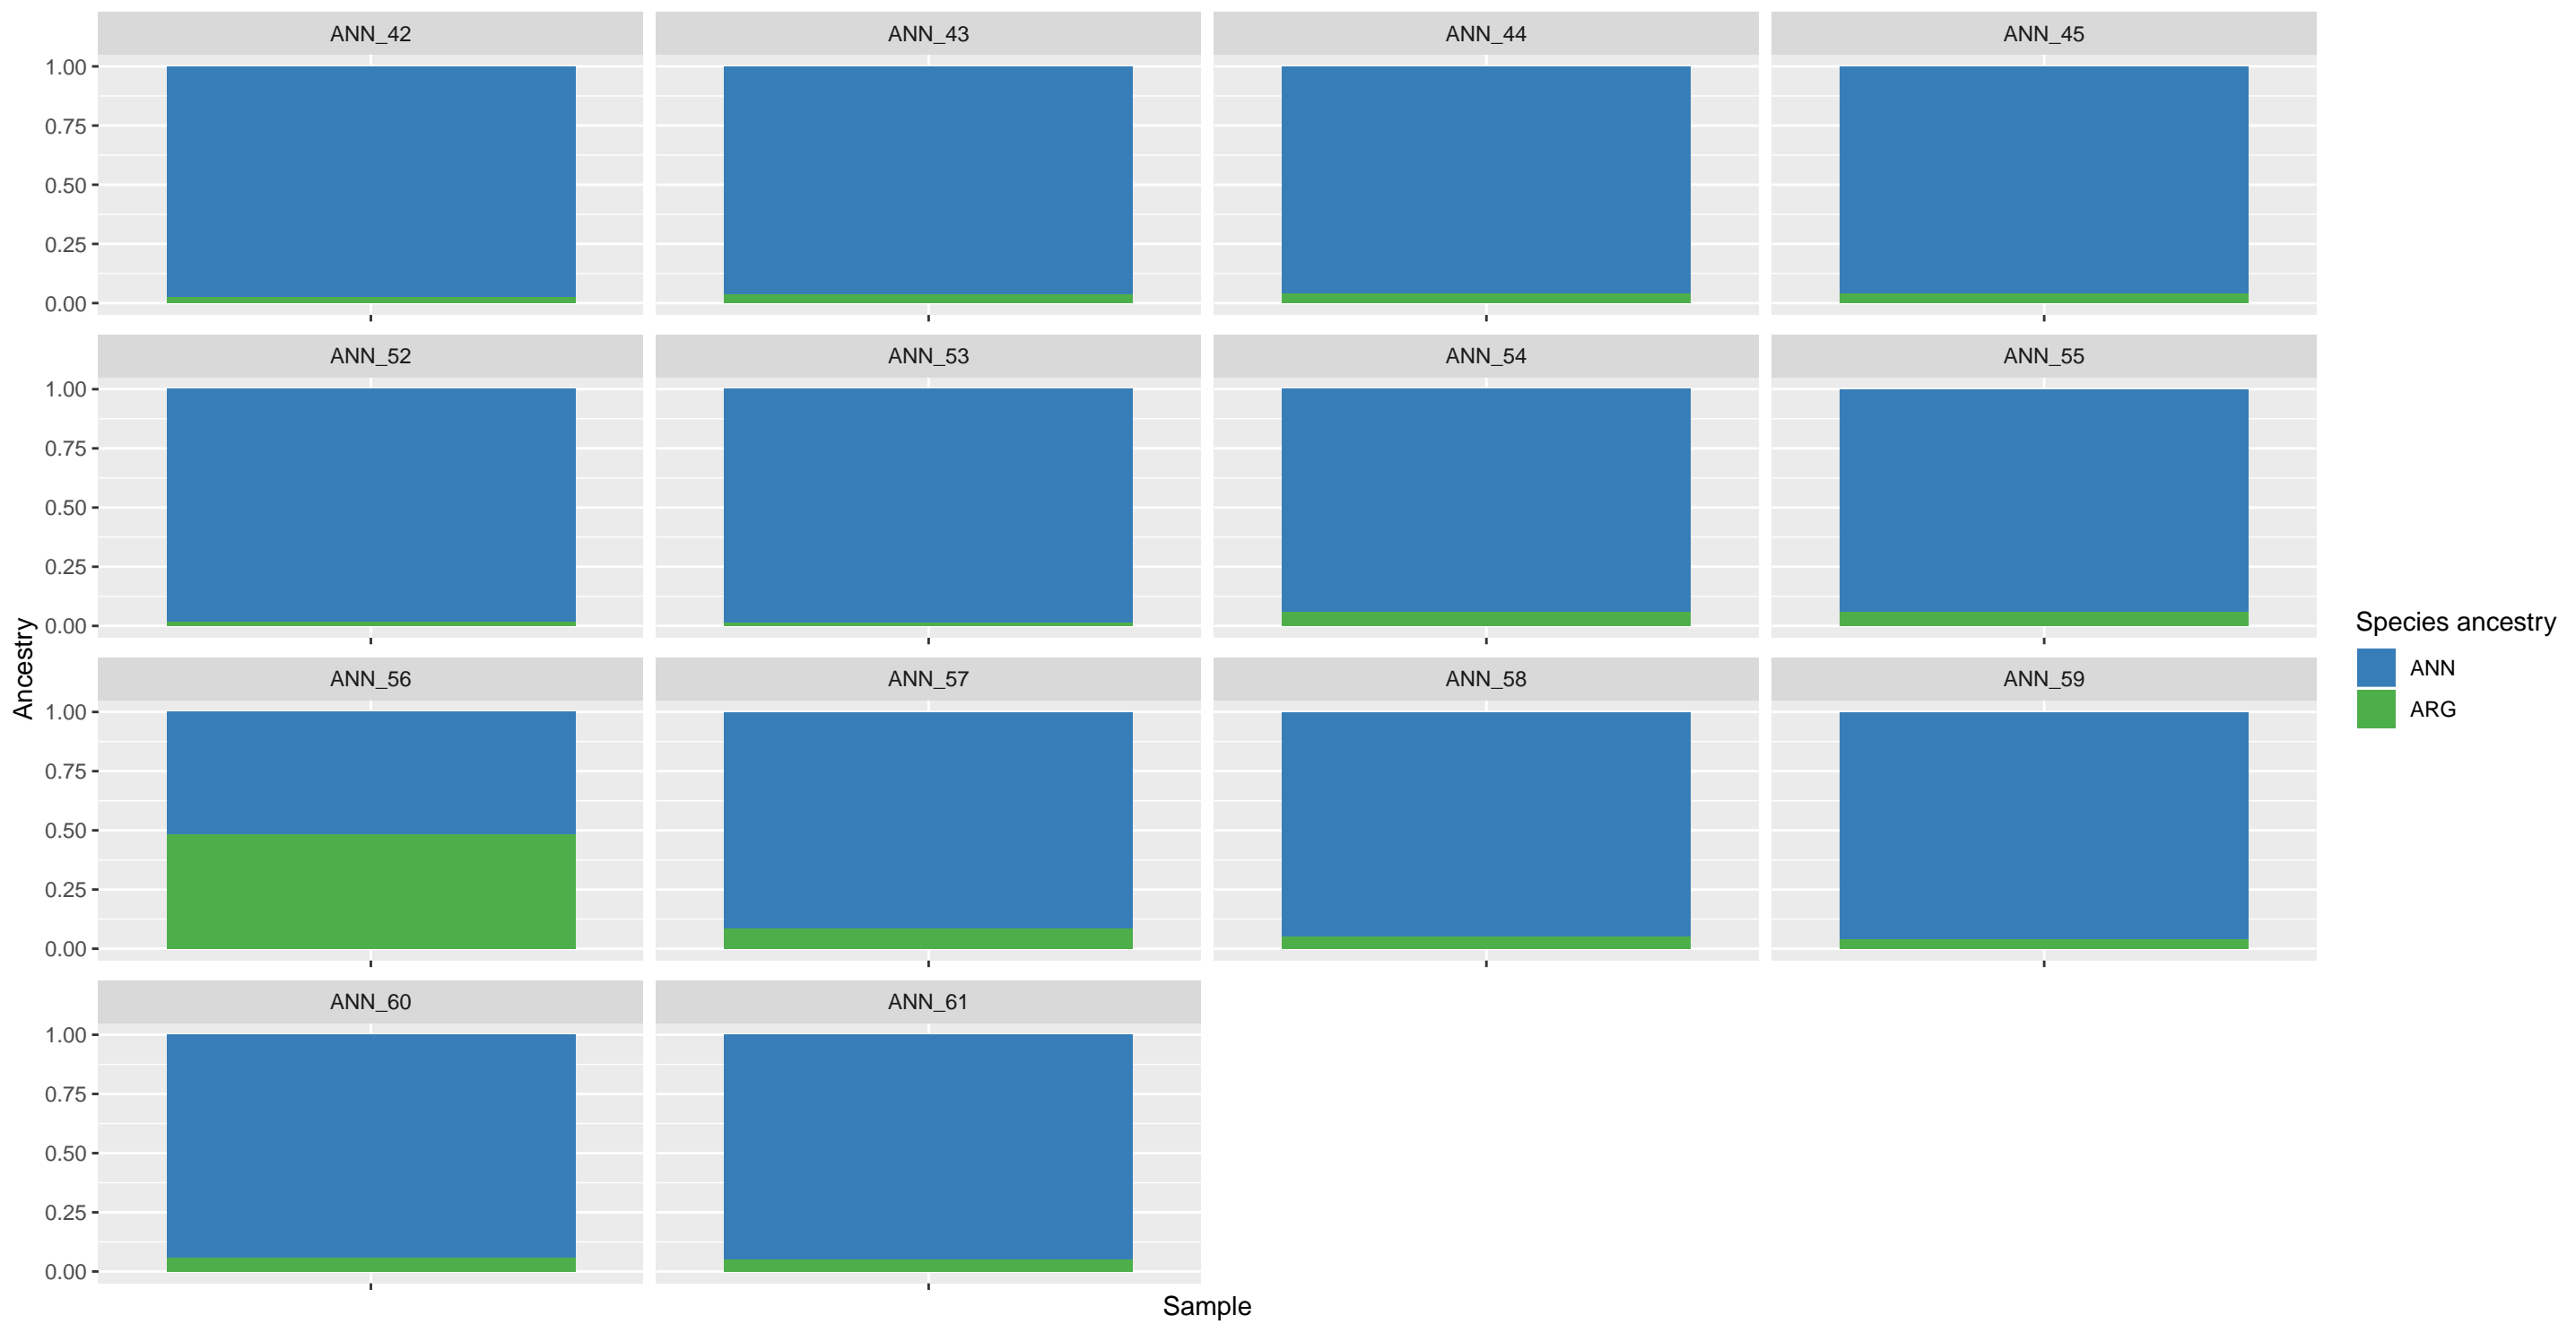 ANN_42 ANN_43 ANN_44 ANN_45
1.00
0.75
0.50
0.25
0.00
ANN_52 ANN_53 ANN_54 ANN_55
1.00
0.75
0.50
0.25
0.00
ANN_56 ANN_57 ANN_58 ANN_59
1.00
0.75
0.50
0.25
0.00
ANN_60 ANN_61
1.00
0.75
0.50
0.25
0.00
Ancestry
Sample
Species ancestry
ANN
ARG